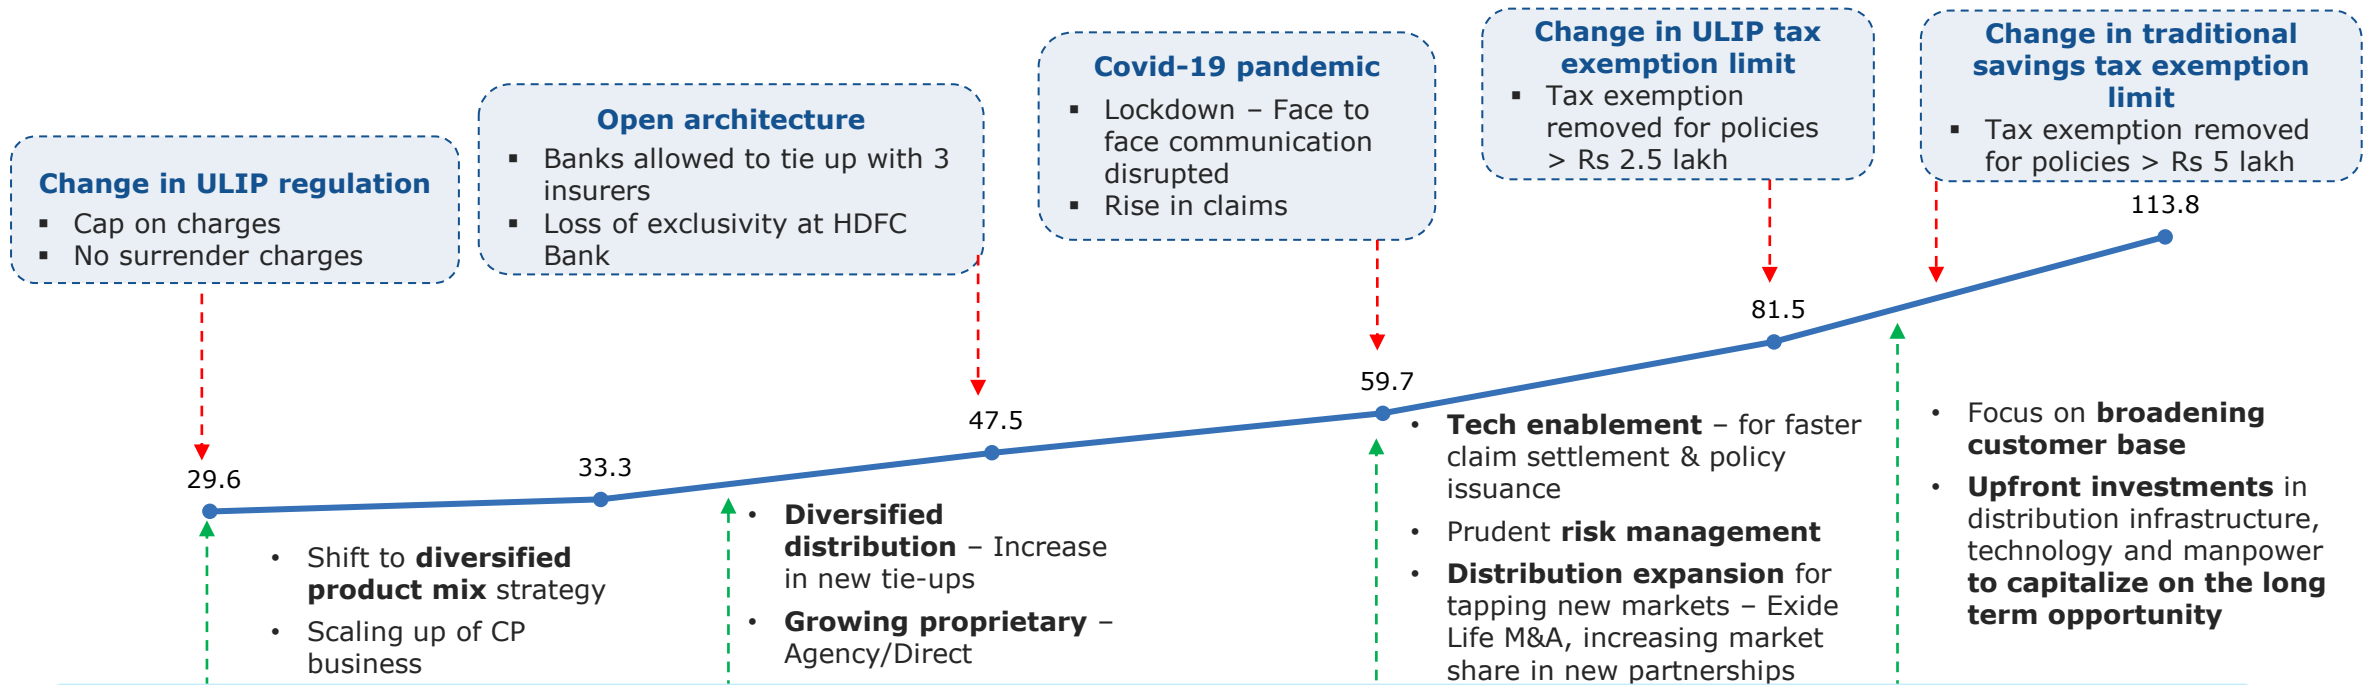 Change in ULIP regulation
▪ Cap on charges
▪ No surrender charges
Open architecture
▪ Banks allowed to tie up with 3
insurers
▪ Loss of exclusivity at HDFC
Bank
Covid-19 pandemic
▪ Lockdown – Face to
face communication
disrupted
▪ Rise in claims
Change in ULIP tax
exemption limit
▪ Tax exemption
removed for policies
> Rs 2.5 lakh
Change in traditional
savings tax exemption
limit
▪ Tax exemption removed
for policies > Rs 5 lakh
29.6
33.3
47.5
59.7
81.5
113.8
• Shift to diversified
product mix strategy
• Scaling up of CP
business
• Diversified
distribution – Increase
in new tie-ups
• Growing proprietary –
Agency/Direct
• Tech enablement – for faster
claim settlement & policy
issuance
• Prudent risk management
• Distribution expansion for
tapping new markets – Exide
Life M&A, increasing market
share in new partnerships
• Focus on broadening
customer base
• Upfront investments in
distribution infrastructure,
technology and manpower
to capitalize on the long
term opportunity